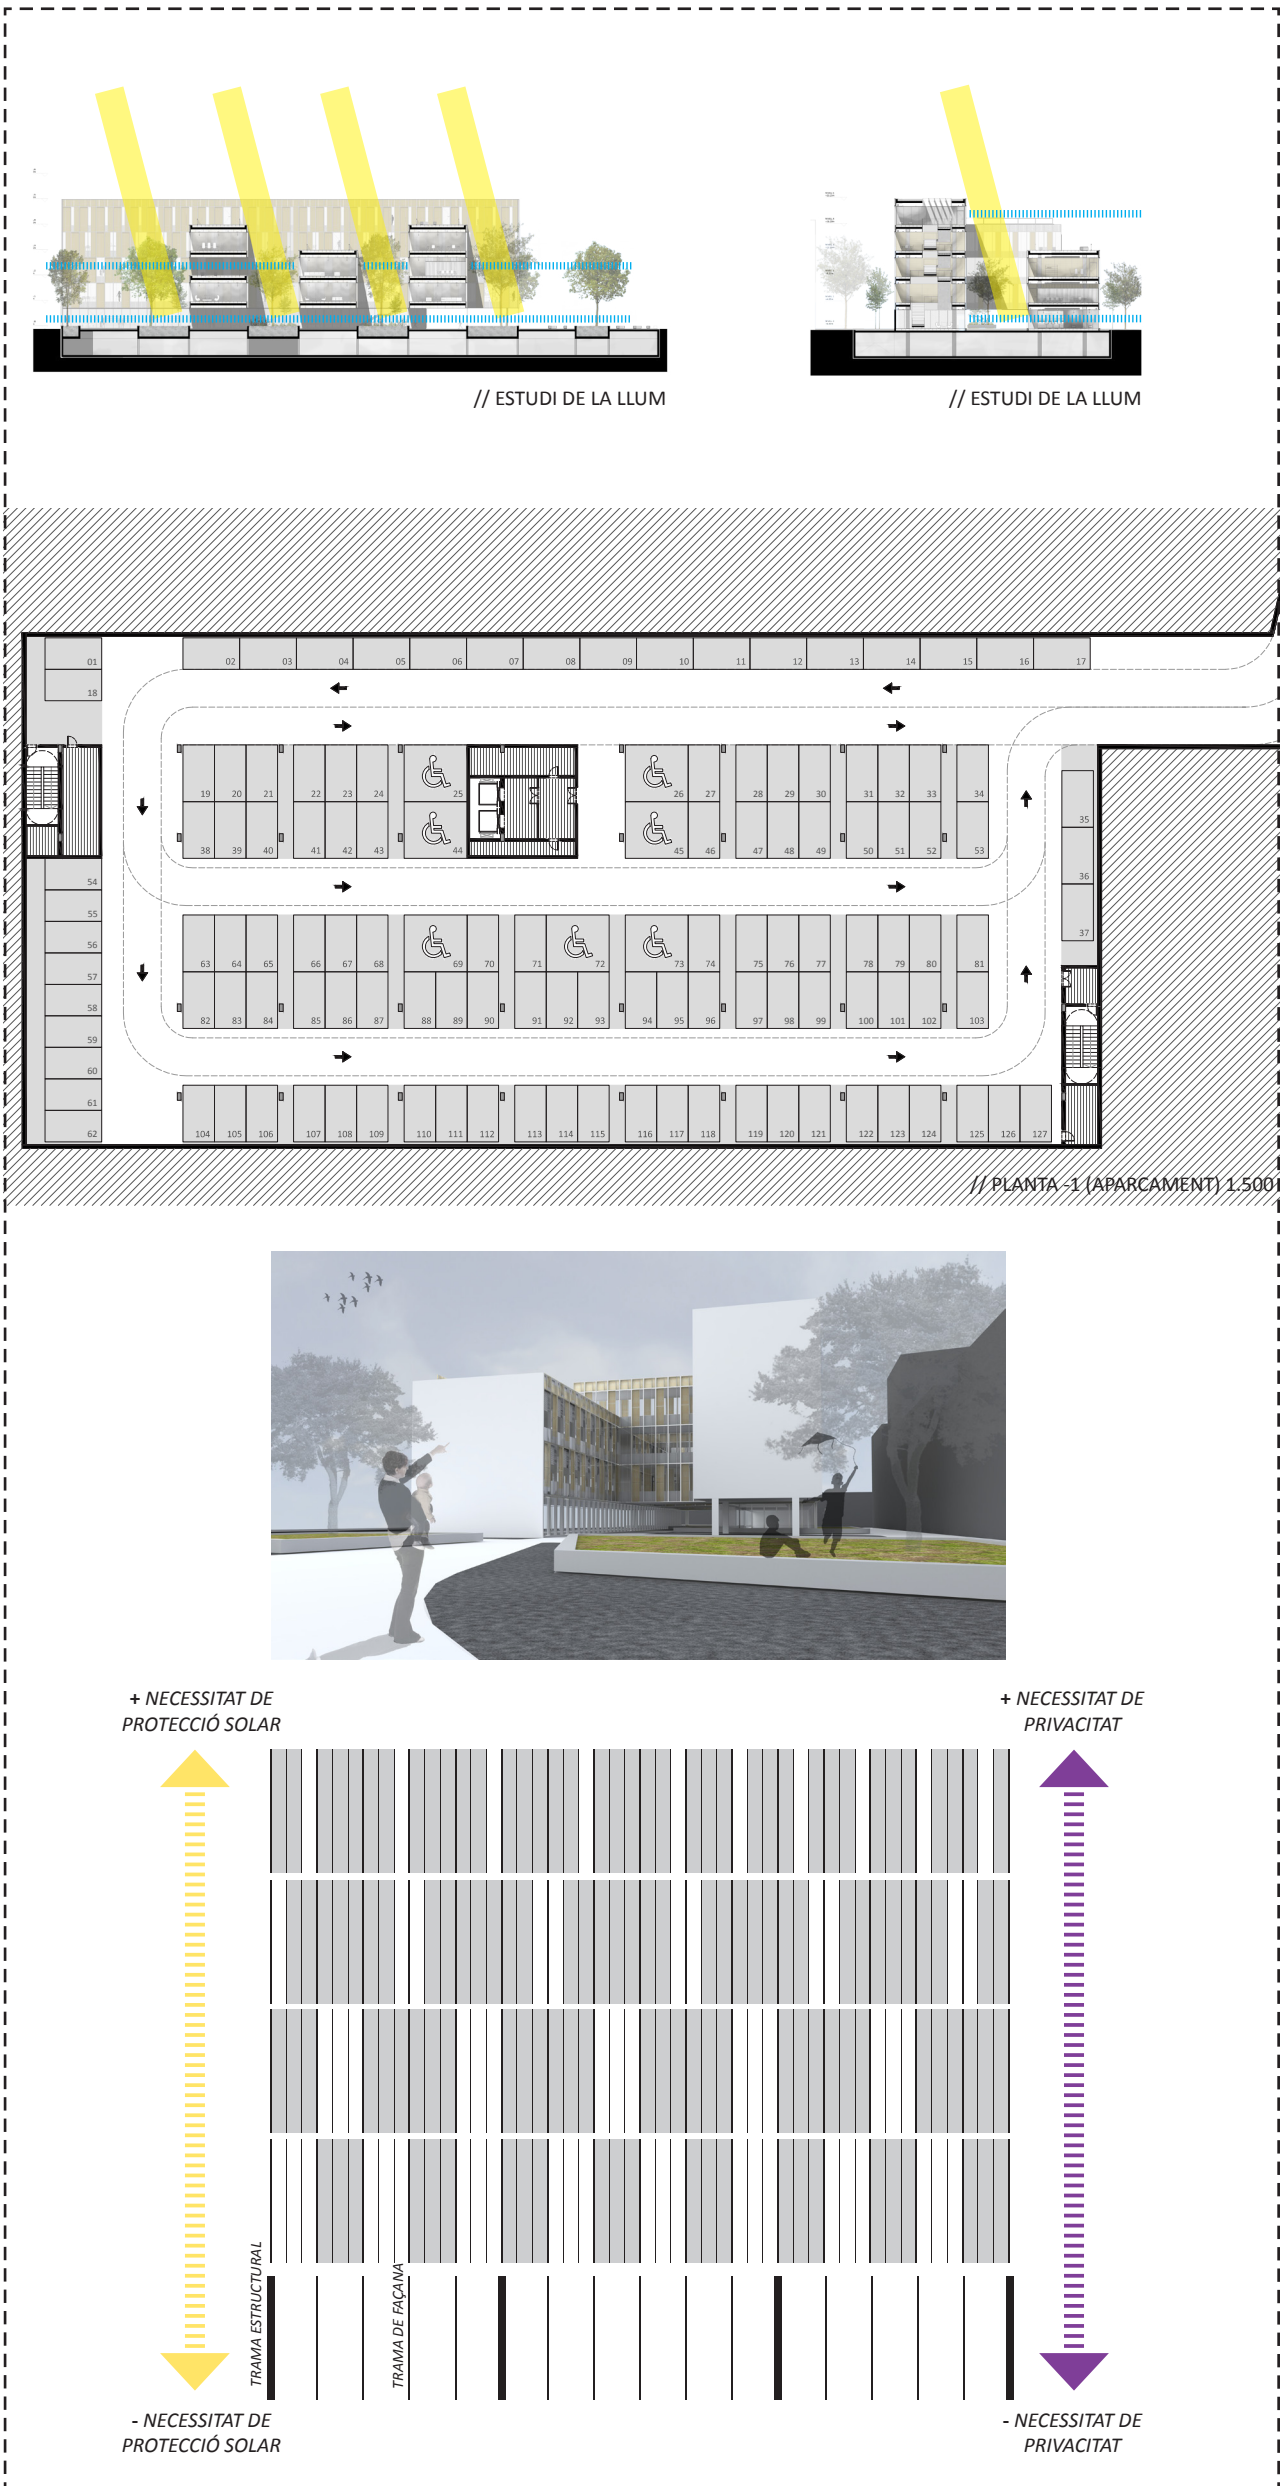 // ESTUDI DE LA LLUM
// ESTUDI DE LA LLUM
01
02 03 04 05 06 07 08 09 10 11 12 13 14 15 16 17
18
19 20 21 22 23 24 25 26 27 28 29 30 31 32 33 34
35
38 39 40 41 42 43 44 45 46 47 48 49 50 51 52 53
36
37
54
55
56
57
58
59
60
61
62
63 64 65 66 67 68 69 70 71 72 73 74 75 76 77 78 79 80 81
82 83 84 85 86 87 88 89 90 91 92 93 94 95 96 97 98 99 100 101 102 103
104 105 106 107 108 109 110 111 112 113 114 115 116 117 118 119 120 121 122 123 124 125 126 127
// PLANTA -1 (APARCAMENT) 1.500
+ NECESSITAT DE
PROTECCIÓ SOLAR
+ NECESSITAT DE
PRIVACITAT
TRAMA ESTRUCTURAL
TRAMA DE FAÇANA
- NECESSITAT DE
PROTECCIÓ SOLAR
- NECESSITAT DE
PRIVACITAT